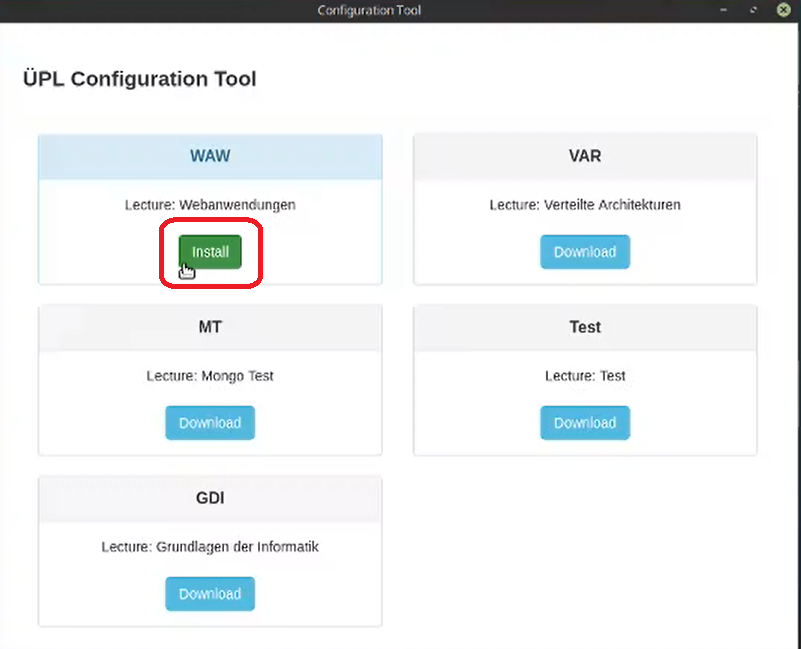 Configuration Tool
ÜPL Configuration Tool
WAW
Lecture: Webanwendungen
Install
VAR
Lecture: Verteilte Architekturen
Download
MT
Lecture: Mongo Test
Download
Test
Lecture: Test
Download
GDI
Lecture: Grundlagen der Informatik
Download